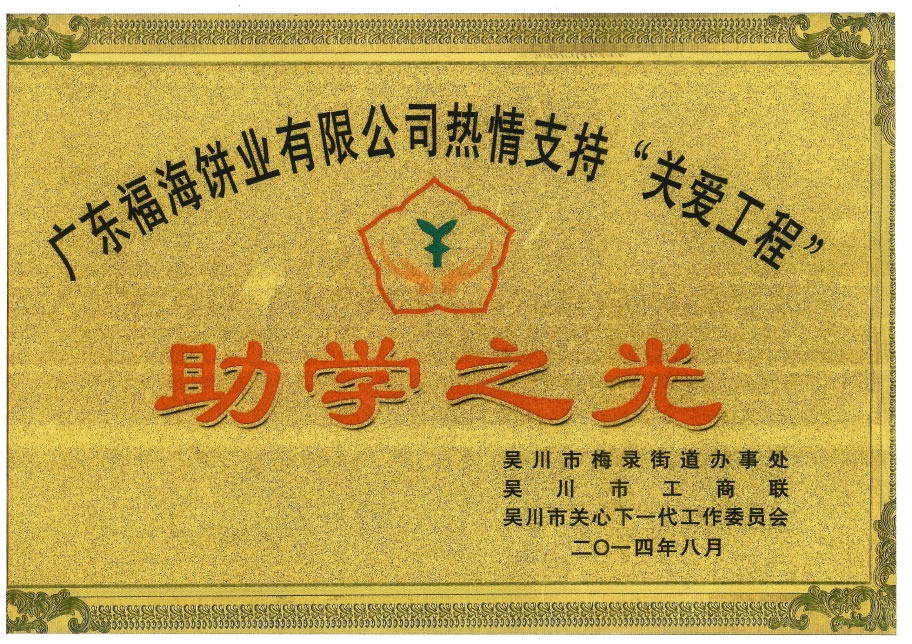 广东福海饼业有限公司热情支持“关爱工程”
助学之光
吴川市梅录街道办事处
吴川市工商联
吴川市关心下一代工作委员会
二〇一四年八月